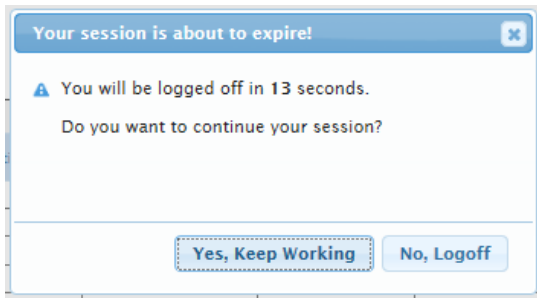 Your session is about to expire!
You will be logged off in 13 seconds.
Do you want to continue your session?
Yes, Keep Working
No, Logoff